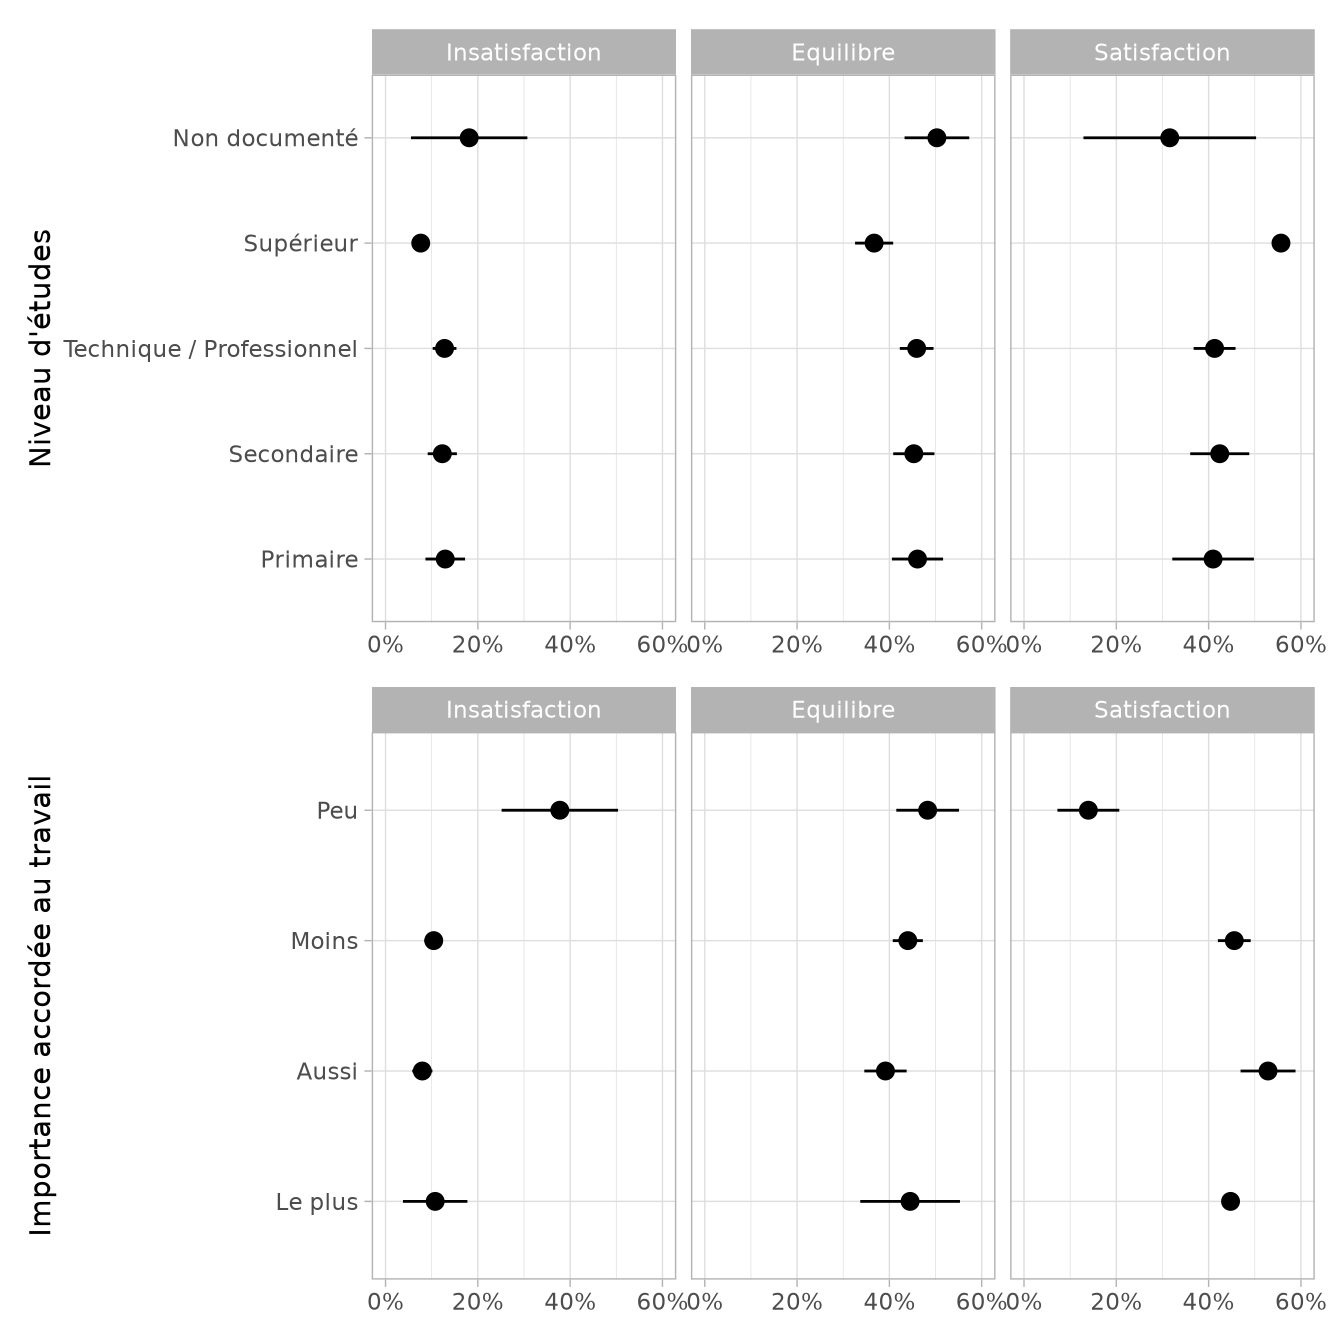 Insatisfaction Equilibre Satisfaction
Niveau d'études
Non documenté
Supérieur
Technique / Professionnel
Secondaire
Primaire
0% 20% 40% 60% 0% 20% 40% 60% 0% 20% 40% 60%
Insatisfaction Equilibre Satisfaction
Importance accordée au travail
Peu
Moins
Aussi
Le plus
0% 20% 40% 60% 0% 20% 40% 60% 0% 20% 40% 60%